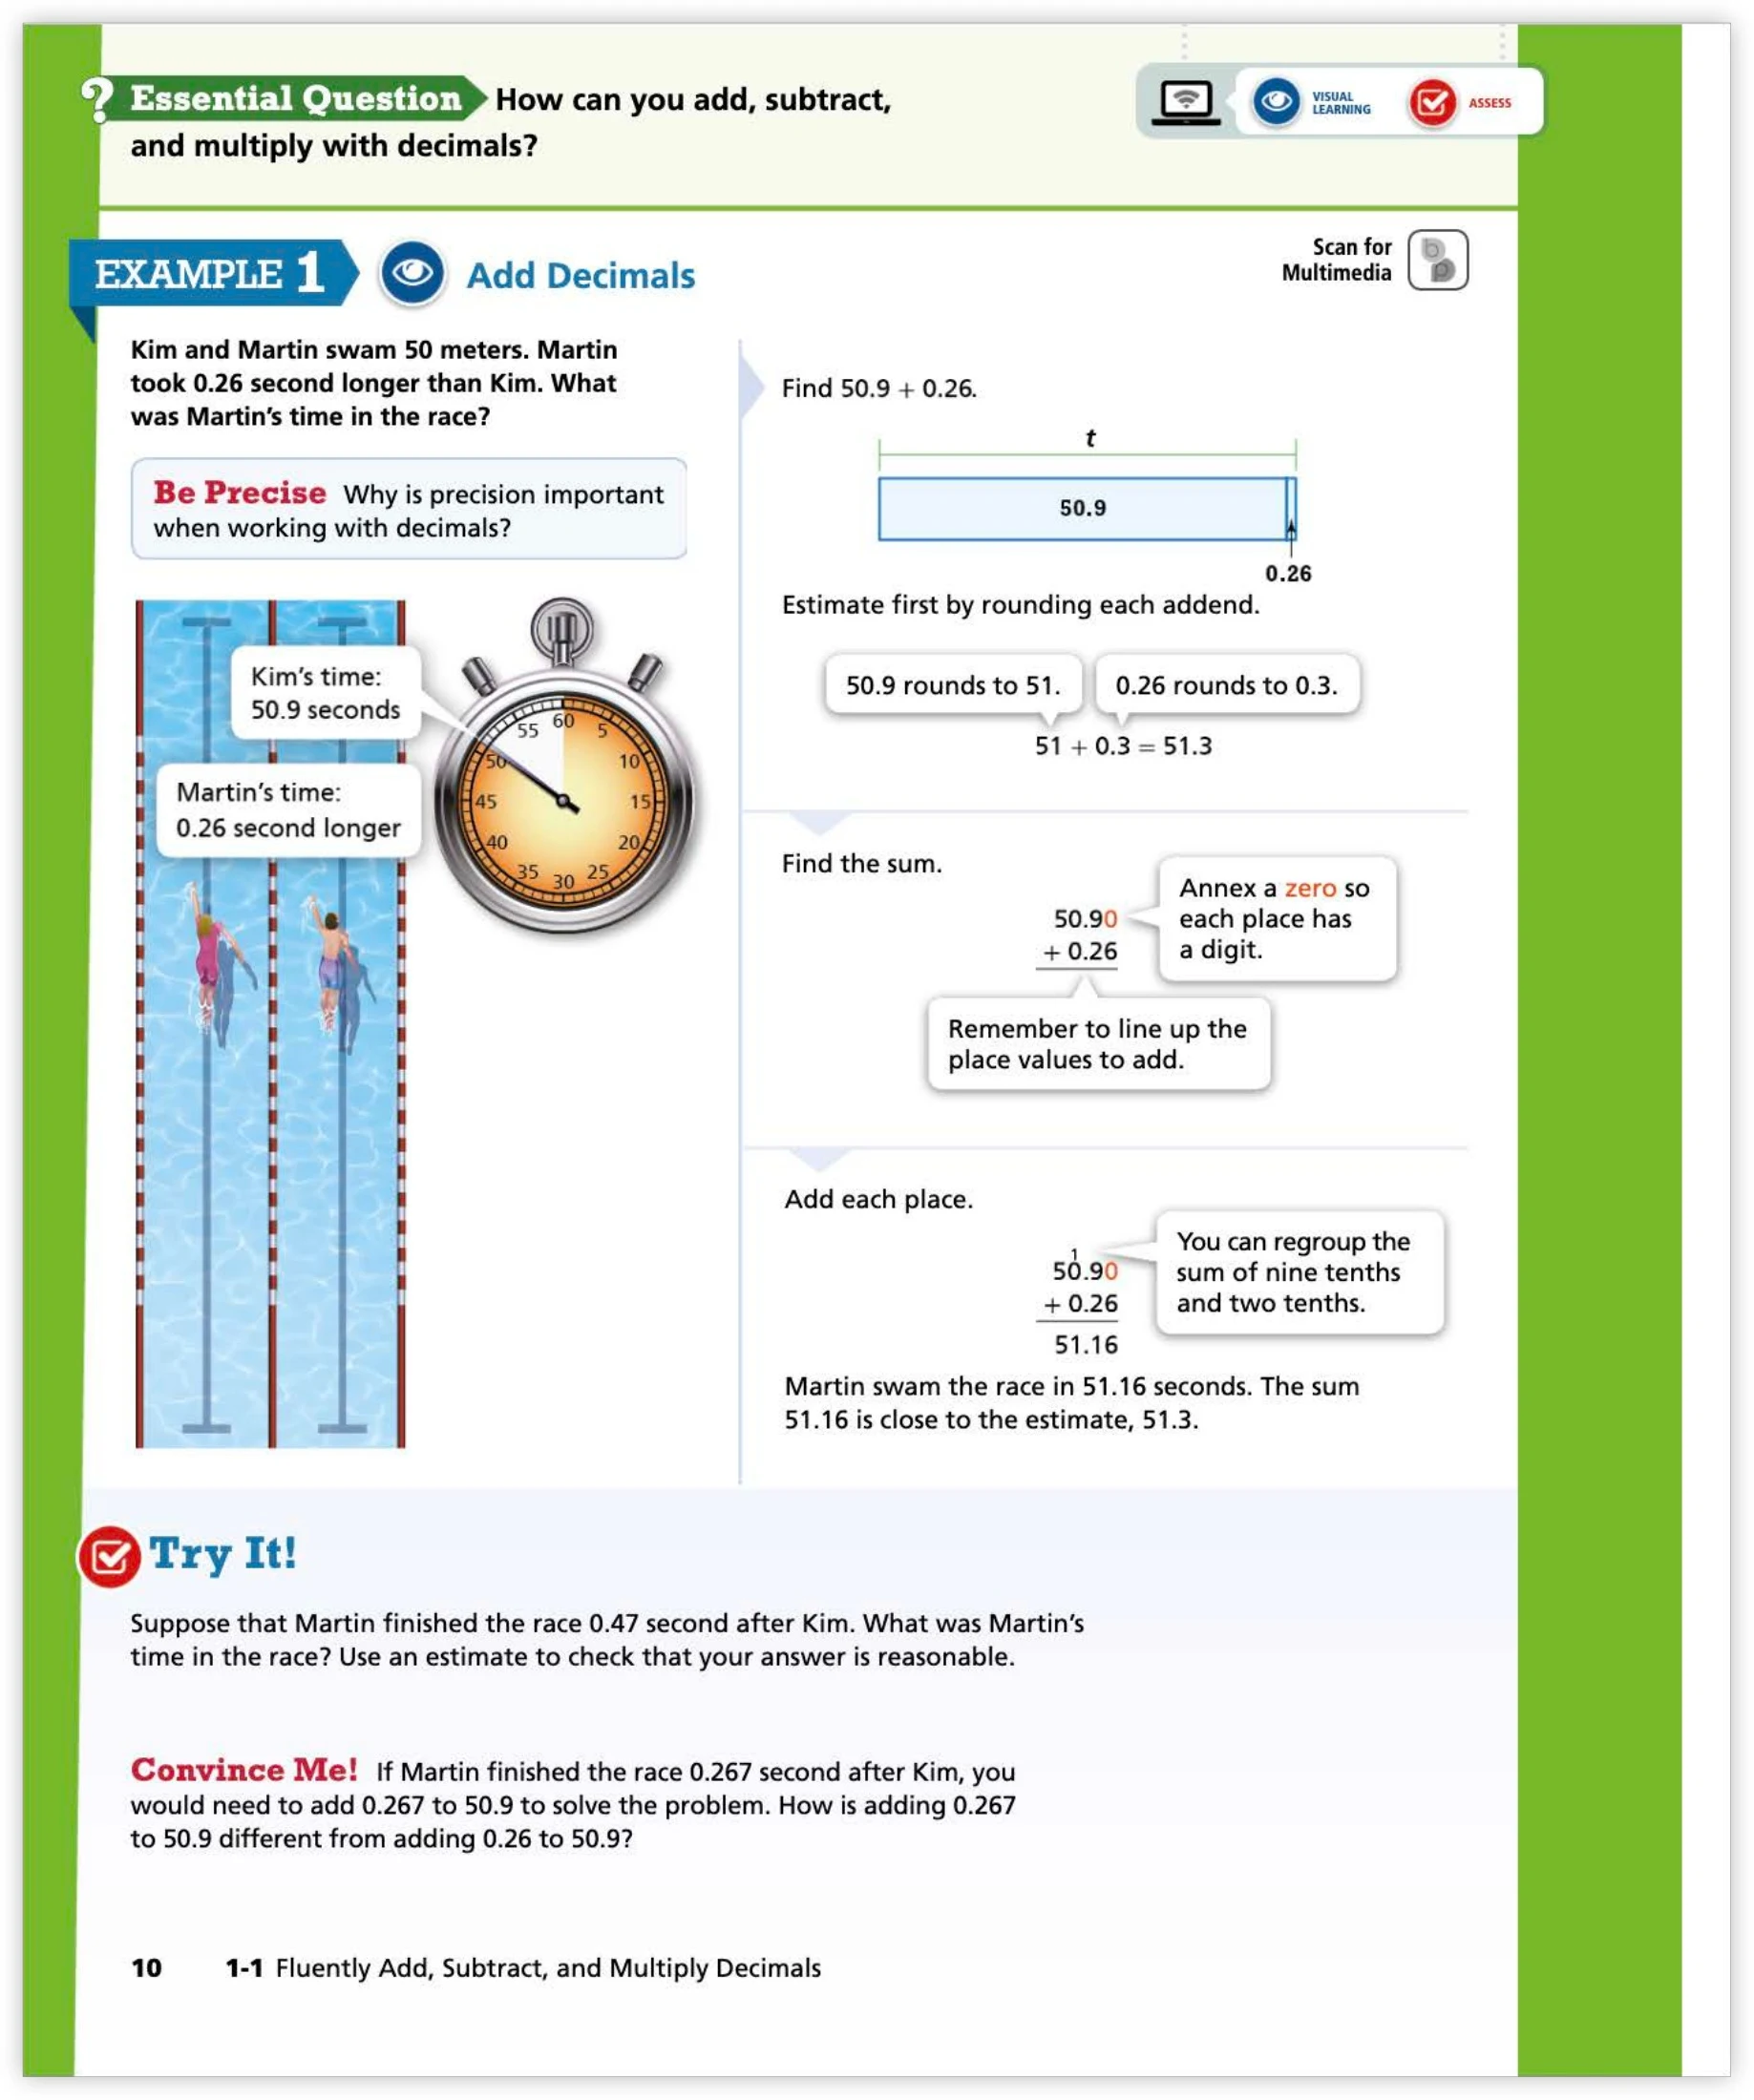 ? Essential Question How can you add, subtract,
and multiply with decimals?
VISUAL
LEARNING
ASSESS
EXAMPLE 1 Add Decimals
Scan for
Multimedia
Kim and Martin swam 50 meters. Martin
took 0.26 second longer than Kim. What
was Martin's time in the race?
Be Precise Why is precision important
when working with decimals?
Kim's time:
50.9 seconds
Martin's time:
0.26 second longer
60
5
10
15
20
25
30
35
40
45
50
55
Find 50.9 + 0.26.
t
50.9
0.26
Estimate first by rounding each addend.
50.9 rounds to 51.
0.26 rounds to 0.3.
51 + 0.3 = 51.3
Find the sum.
50.90
+ 0.26
Annex a zero so
each place has
a digit.
Remember to line up the
place values to add.
Add each place.
1
50.90
+ 0.26
51.16
You can regroup the
sum of nine tenths
and two tenths.
Martin swam the race in 51.16 seconds. The sum
51.16 is close to the estimate, 51.3.
Try It!
Suppose that Martin finished the race 0.47 second after Kim. What was Martin's
time in the race? Use an estimate to check that your answer is reasonable.
Convince Me! If Martin finished the race 0.267 second after Kim, you
would need to add 0.267 to 50.9 to solve the problem. How is adding 0.267
to 50.9 different from adding 0.26 to 50.9?
10 1-1 Fluently Add, Subtract, and Multiply Decimals